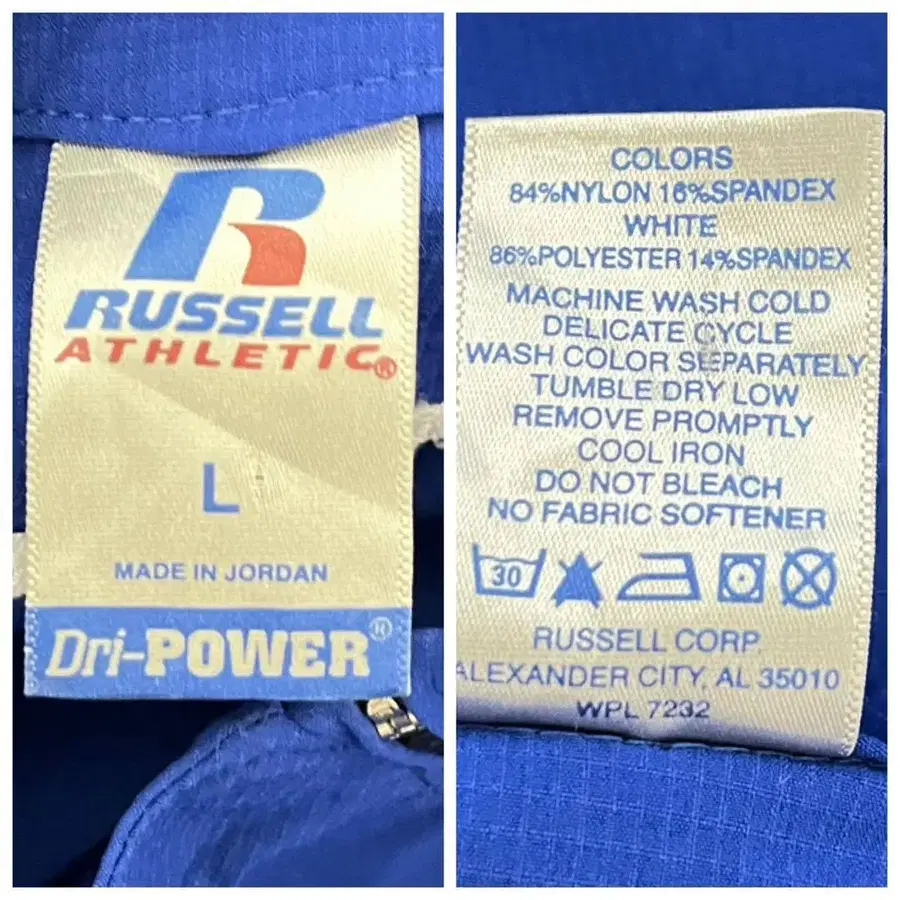 R
RUSSELL
ATHLETIC®
L
MADE IN JORDAN
Dri-POWER®
COLORS
84%NYLON 16%SPANDEX
WHITE
86%POLYESTER 14%SPANDEX
MACHINE WASH COLD
DELICATE CYCLE
WASH COLOR SEPARATELY
TUMBLE DRY LOW
REMOVE PROMPTLY
COOL IRON
DO NOT BLEACH
NO FABRIC SOFTENER
30
RUSSELL CORP.
ALEXANDER CITY, AL 35010
WPL 7232